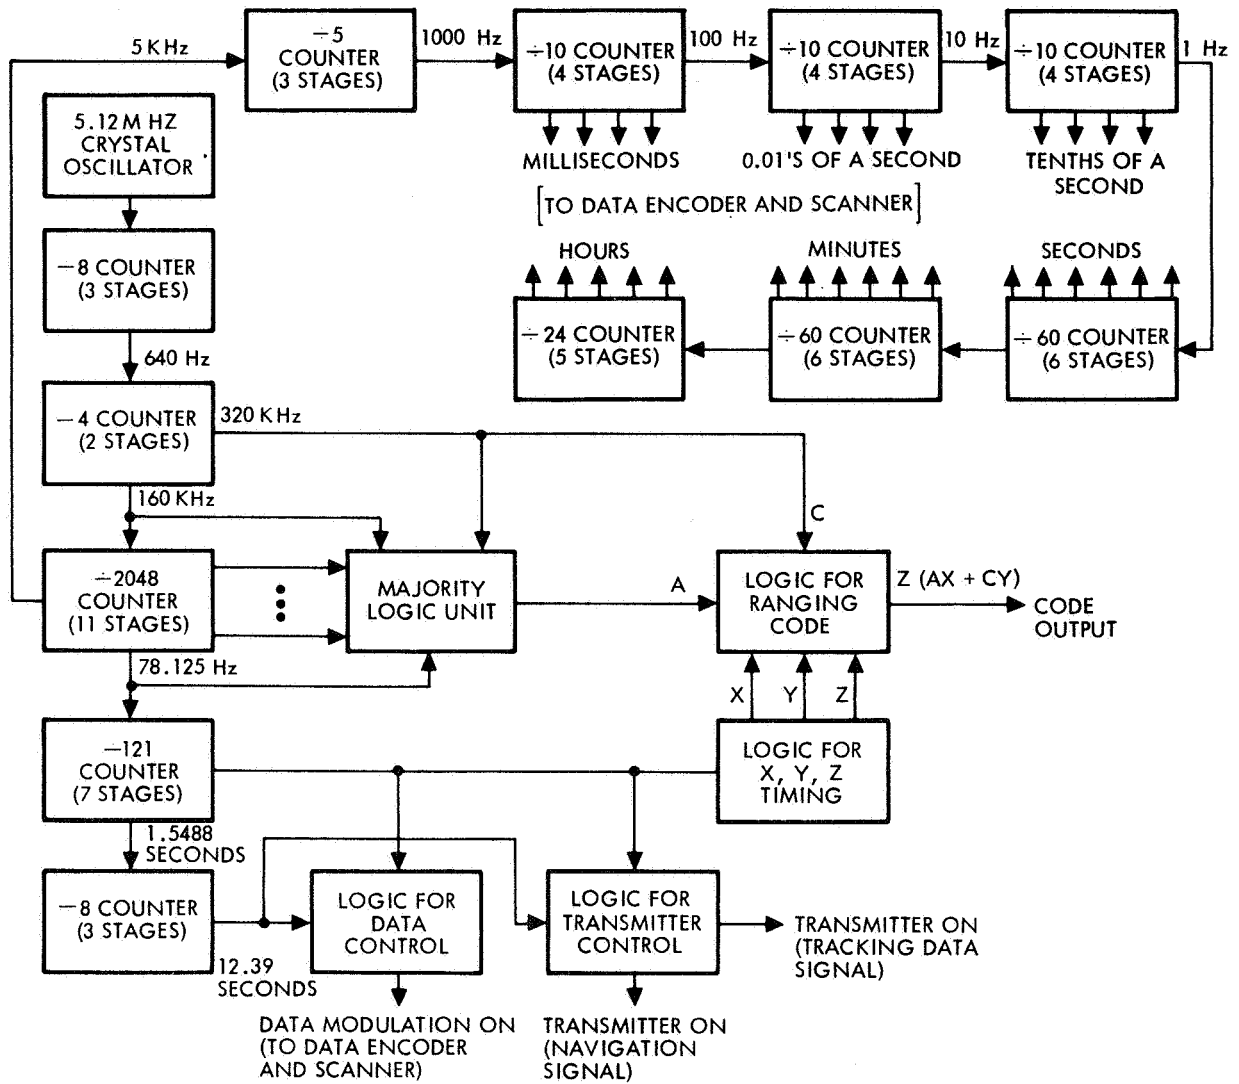 5 KHz
÷5
COUNTER
(3 STAGES)
1000 Hz
÷10 COUNTER
(4 STAGES)
100 Hz
÷10 COUNTER
(4 STAGES)
10 Hz
÷10 COUNTER
(4 STAGES)
1 Hz
MILLISECONDS
0.01'S OF A SECOND
TENTHS OF A
SECOND
[TO DATA ENCODER AND SCANNER]
5.12 M HZ
CRYSTAL
OSCILLATOR
—8 COUNTER
(3 STAGES)
HOURS
MINUTES
SECONDS
÷24 COUNTER
(5 STAGES)
÷60 COUNTER
(6 STAGES)
÷60 COUNTER
(6 STAGES)
640 Hz
—4 COUNTER
(2 STAGES)
320 KHz
160 KHz
÷2048
COUNTER
(11 STAGES)
MAJORITY
LOGIC UNIT
A
C
LOGIC FOR
RANGING
CODE
Z (AX + CY)
CODE
OUTPUT
78.125 Hz
X
Y
Z
—121
COUNTER
(7 STAGES)
LOGIC FOR
X, Y, Z
TIMING
1.5488
SECONDS
—8 COUNTER
(3 STAGES)
12.39
SECONDS
LOGIC FOR
DATA
CONTROL
LOGIC FOR
TRANSMITTER
CONTROL
TRANSMITTER ON
(TRACKING DATA
SIGNAL)
DATA MODULATION ON
(TO DATA ENCODER
AND SCANNER)
TRANSMITTER ON
(NAVIGATION
SIGNAL)